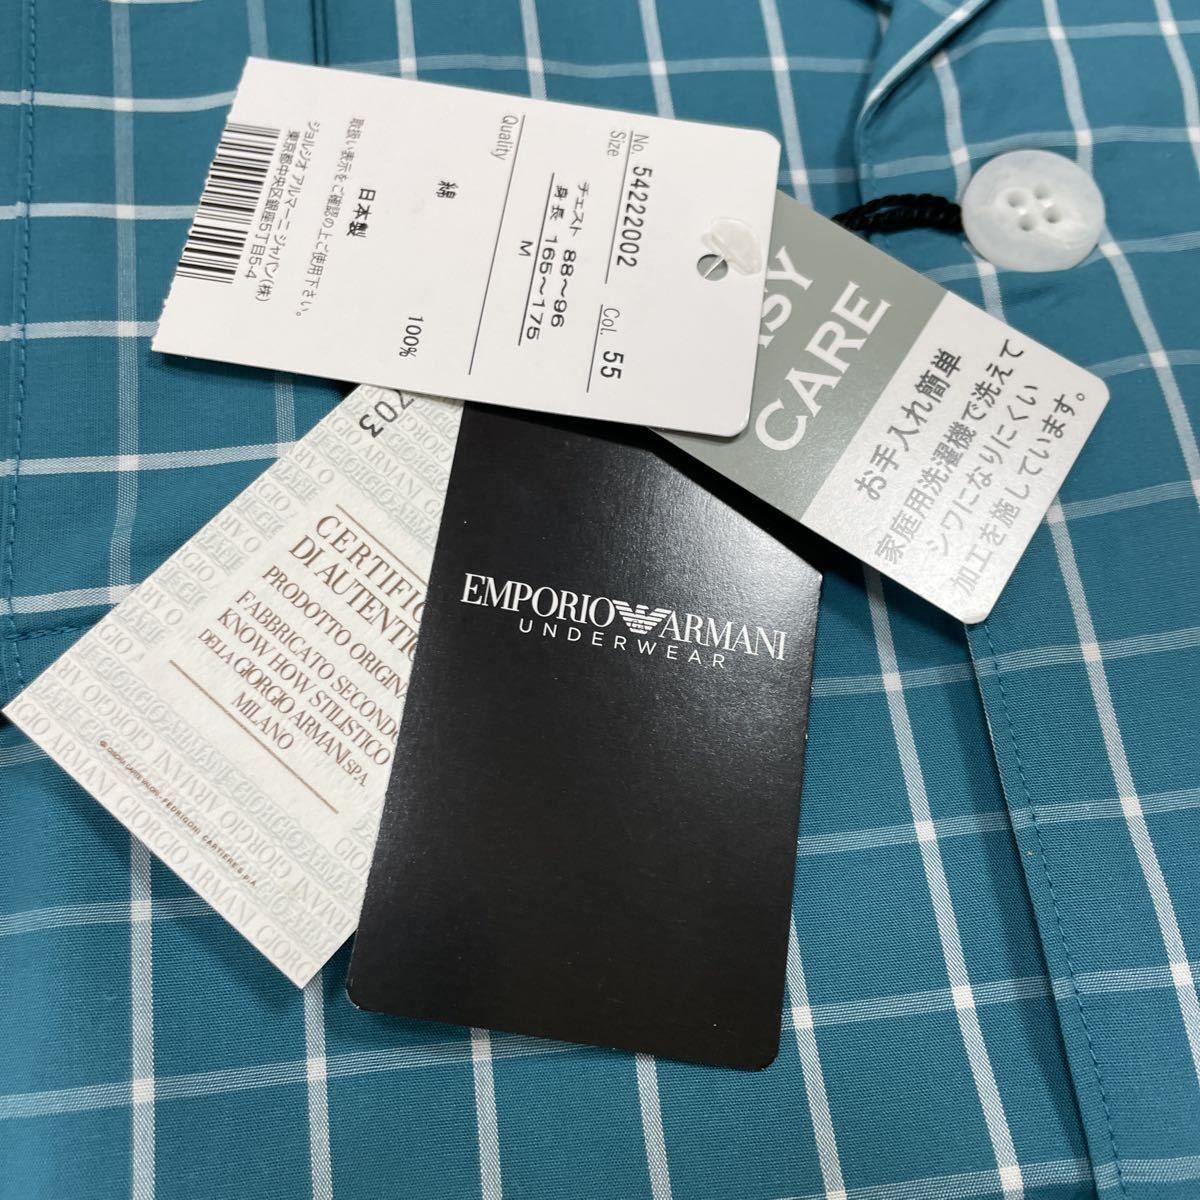 No. 54222002 Col. 55
Size
チェスト 88〜96
身長 165〜175
M
Quality
綿 100%
日本製
取扱い表示をご確認の上ご使用下さい。
ジョルジオ アルマーニ ジャパン(株)
東京都中央区銀座5丁目5-4
CARE
お手入れ簡単
家庭用洗濯機で洗えて
シワになりにくい
加工を施しています。
EMPORIO ARMANI
UNDERWEAR
703
DI
PRODOTTO
FABBRICATO
KNOW HOW STILISTICO
DELLA GIORGIO ARMANI SPA.
MILANO
GIORGIO ARMANI GIORGIO ARMANI